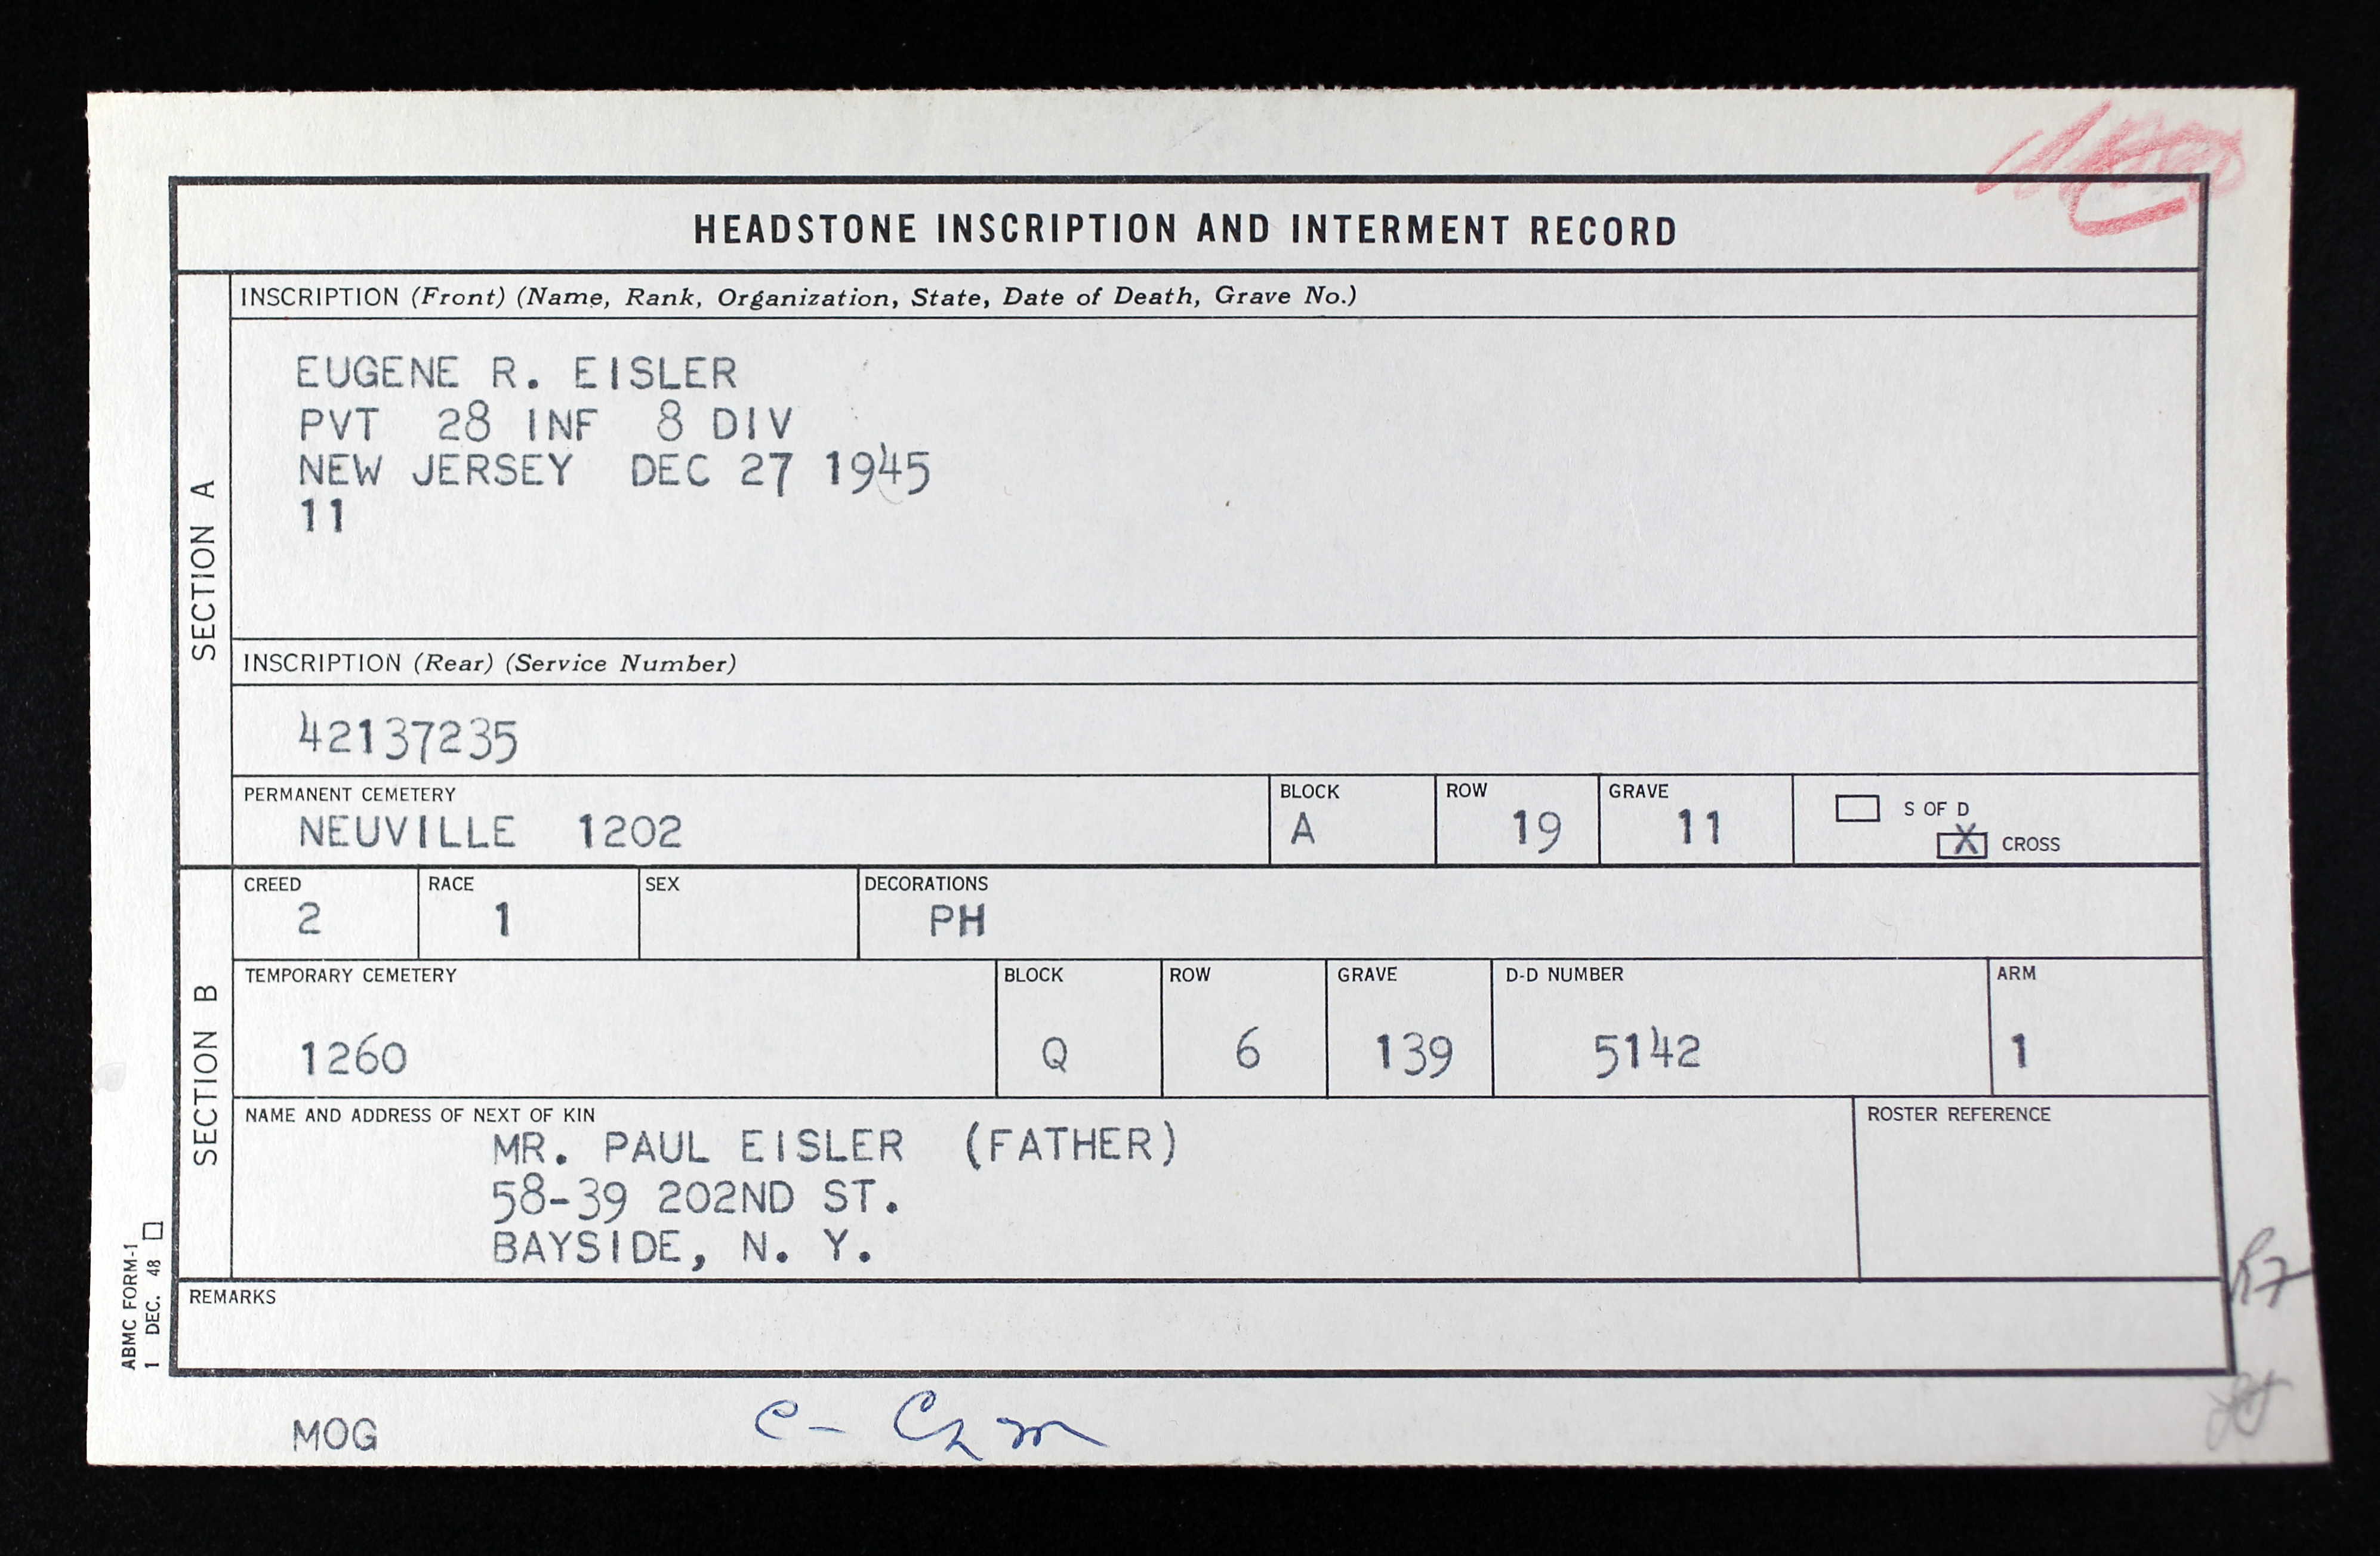 HEADSTONE INSCRIPTION AND INTERMENT RECORD
SECTION A
INSCRIPTION (Front) (Name, Rank, Organization, State, Date of Death, Grave No.)
EUGENE R. EISLER
PVT 28 INF 8 DIV
NEW JERSEY DEC 27 1945
11
INSCRIPTION (Rear) (Service Number)
42137235
PERMANENT CEMETERY BLOCK ROW GRAVE
NEUVILLE 1202 A 19 11
S OF D
X CROSS
SECTION B
CREED RACE SEX DECORATIONS
2 1 PH
TEMPORARY CEMETERY BLOCK ROW GRAVE D-D NUMBER ARM
1260 Q 6 139 5142 1
NAME AND ADDRESS OF NEXT OF KIN ROSTER REFERENCE
MR. PAUL EISLER (FATHER)
58-39 202ND ST.
BAYSIDE, N. Y.
REMARKS
ABMC FORM-1
1 DEC. 48
MOG